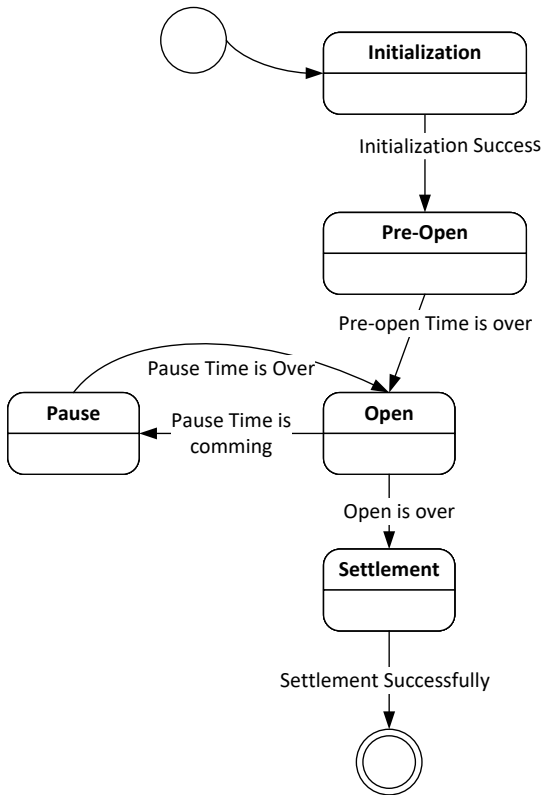 Initialization
Initialization Success
Pre-Open
Pre-open Time is over
Pause Time is Over
Pause
Pause Time is
comming
Open
Open is over
Settlement
Settlement Successfully